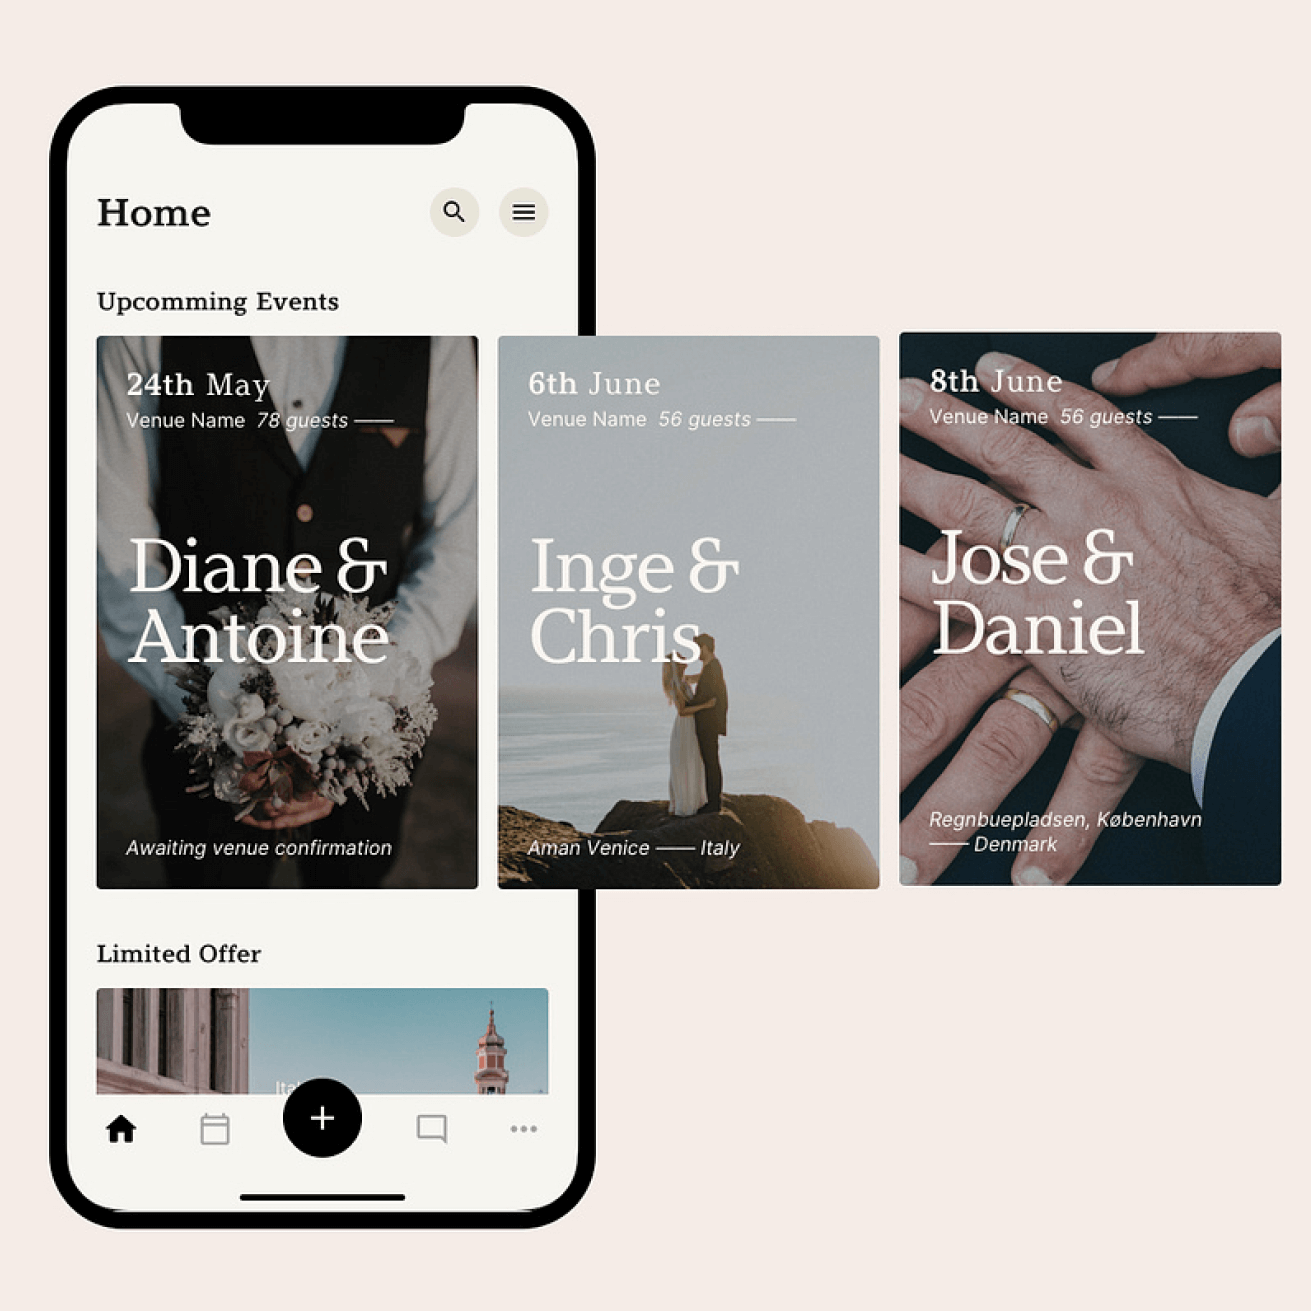 Home
Upcomming Events
24th May
Venue Name 78 guests ——
Diane &
Antoine
Awaiting venue confirmation
6th June
Venue Name 56 guests ——
Inge &
Chris
Aman Venice —— Italy
8th June
Venue Name 56 guests ——
Jose &
Daniel
Regnbuepladsen, København
—— Denmark
Limited Offer